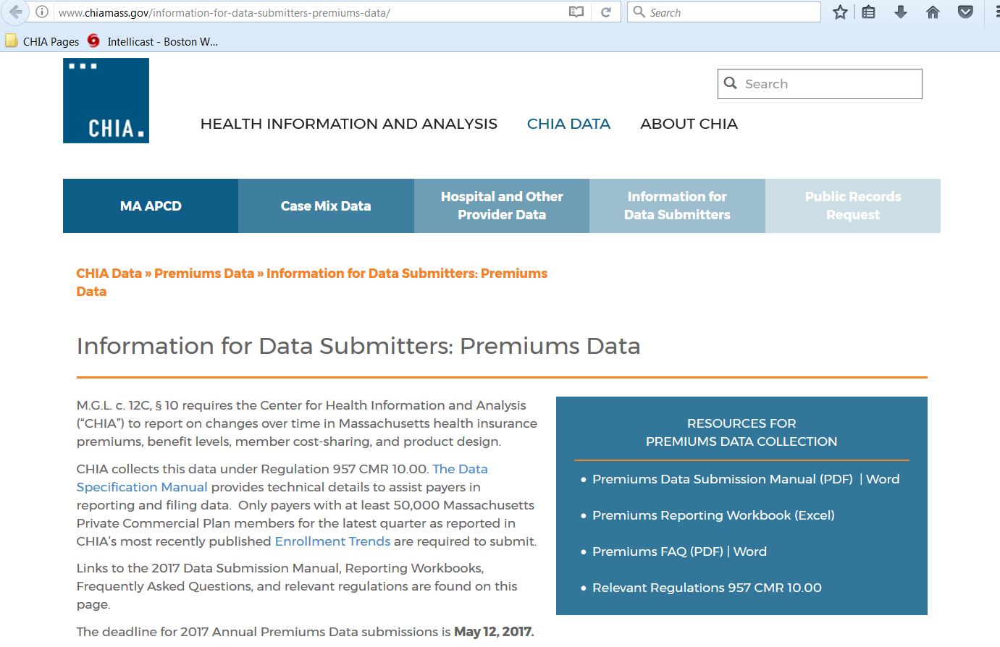 www.chiamass.gov/information-for-data-submitters-premiums-data/
Search
CHIA Pages
Intellicast - Boston W...
CHIA.
Search
HEALTH INFORMATION AND ANALYSIS
CHIA DATA
ABOUT CHIA
MA APCD
Case Mix Data
Hospital and Other
Provider Data
Information for
Data Submitters
Public Records
Request
CHIA Data » Premiums Data » Information for Data Submitters: Premiums
Data
Information for Data Submitters: Premiums Data
M.G.L. c. 12C, § 10 requires the Center for Health Information and Analysis
(“CHIA”) to report on changes over time in Massachusetts health insurance
premiums, benefit levels, member cost-sharing, and product design.
CHIA collects this data under Regulation 957 CMR 10.00. The Data
Specification Manual provides technical details to assist payers in
reporting and filing data.  Only payers with at least 50,000 Massachusetts
Private Commercial Plan members for the latest quarter as reported in
CHIA’s most recently published Enrollment Trends are required to submit.
Links to the 2017 Data Submission Manual, Reporting Workbooks,
Frequently Asked Questions, and relevant regulations are found on this
page.
The deadline for 2017 Annual Premiums Data submissions is May 12, 2017.
RESOURCES FOR
PREMIUMS DATA COLLECTION
• Premiums Data Submission Manual (PDF)  | Word
• Premiums Reporting Workbook (Excel)
• Premiums FAQ (PDF) | Word
• Relevant Regulations 957 CMR 10.00